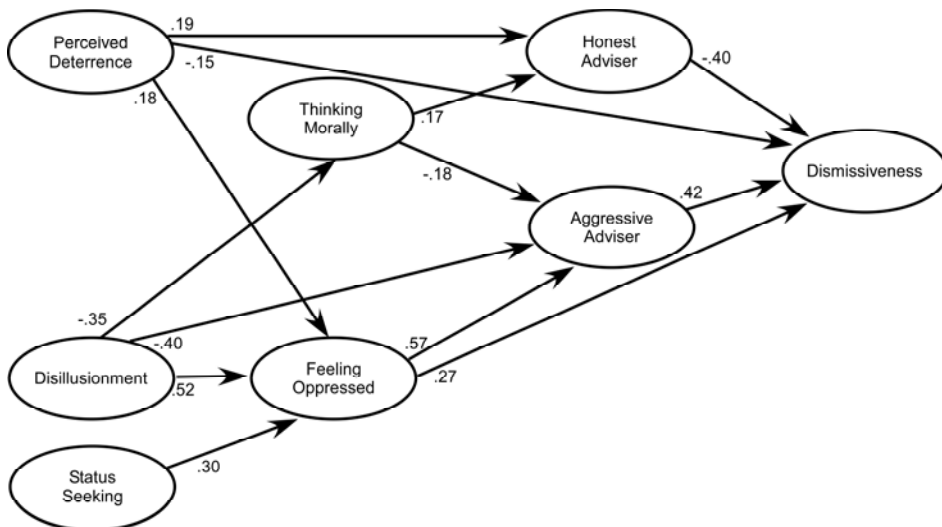 .19
Perceived
Deterrence
-.15
.18
Honest
Adviser
-.40
Thinking
Morally
.17
-.18
Dismissiveness
.42
Aggressive
Adviser
-.35
-.40
Disillusionment
.52
Feeling
Oppressed
.57
.27
Status
Seeking
.30